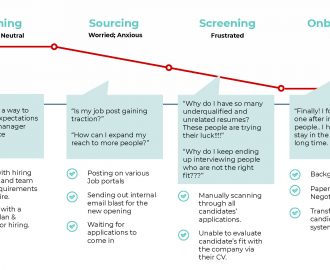 ning
Neutral
a way to
xpectations
manager
ce
with hiring
and team
quirements
ire.
with a
lan &
or hiring.
Sourcing
Worried; Anxious
"Is my job post gaining
traction?"
"How can I expand my
reach to more people?"
Posting on various
Job portals
Sending out internal
email blast for the
new opening
Waiting for
applications to
come in
Screening
Frustrated
"Why do I have so many
underqualified and
unrelated resumes?
These people are trying
their luck!!!"
"Why do I keep ending
up interviewing people
who are not the right
fit???"
Manually scanning
through all
candidates'
applications.
Unable to evaluate
candidate's fit with
the company via
their CV.
Onb
"Finally! I fo
one after in
people.. I h
stay in the
long time.
Backg
Paper
Negot
Transf
candid
system